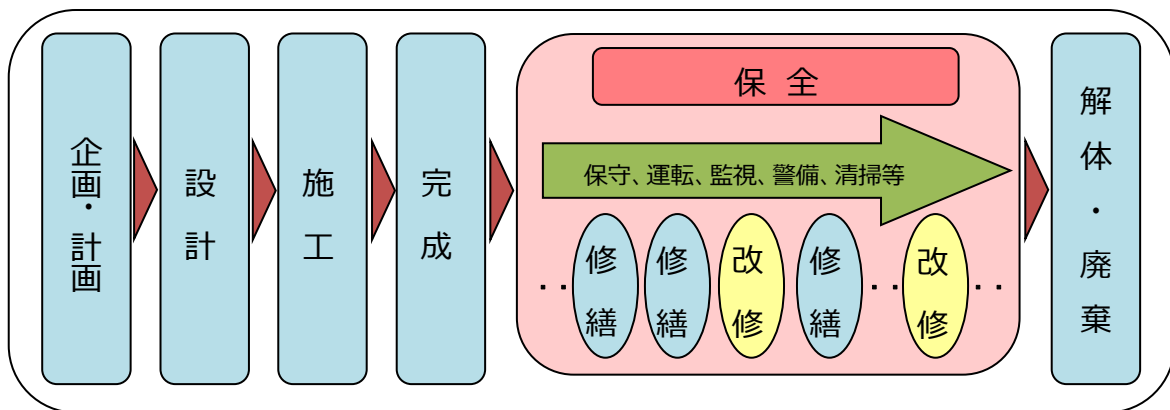 企画・計画
設計
施工
完成
保全
保守、運転、監視、警備、清掃等
‥
修繕
修繕
改修
修繕
‥
改修
‥
解体・廃棄